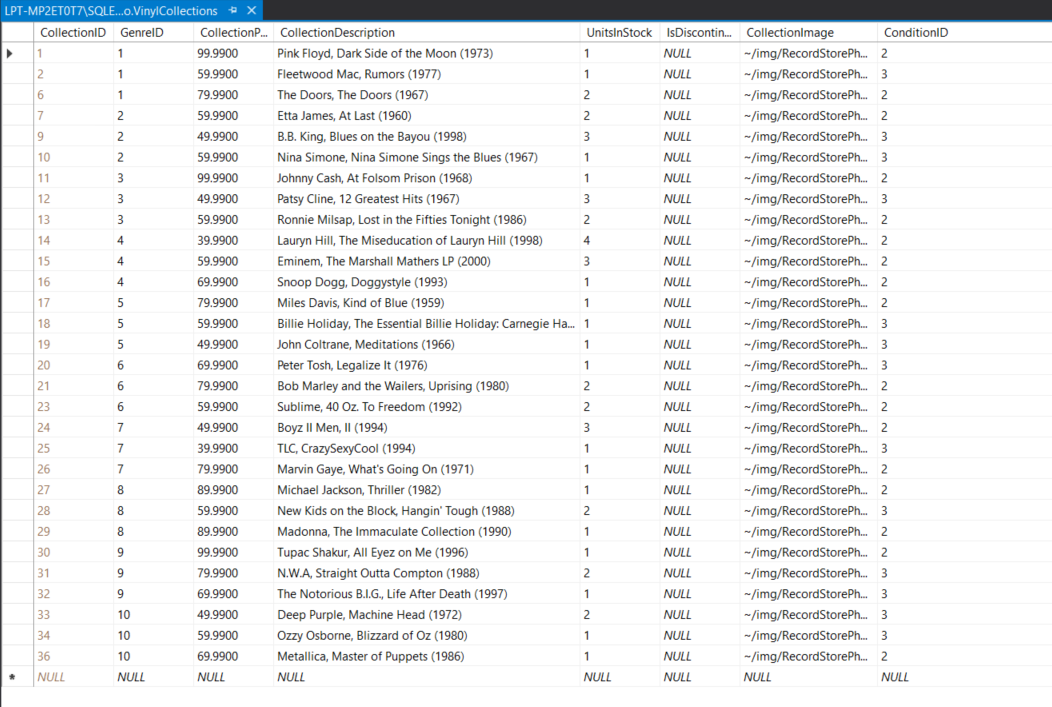 LPT-MP2ET0T7\SQLE...o.VinylCollections
CollectionID GenreID CollectionP... CollectionDescription UnitsInStock IsDiscontin... CollectionImage ConditionID
1 1 99.9900 Pink Floyd, Dark Side of the Moon (1973) 1 NULL ~/img/RecordStorePh... 2
2 1 59.9900 Fleetwood Mac, Rumors (1977) 1 NULL ~/img/RecordStorePh... 3
6 1 79.9900 The Doors, The Doors (1967) 2 NULL ~/img/RecordStorePh... 2
7 2 59.9900 Etta James, At Last (1960) 2 NULL ~/img/RecordStorePh... 2
9 2 49.9900 B.B. King, Blues on the Bayou (1998) 3 NULL ~/img/RecordStorePh... 3
10 2 59.9900 Nina Simone, Nina Simone Sings the Blues (1967) 1 NULL ~/img/RecordStorePh... 3
11 3 99.9900 Johnny Cash, At Folsom Prison (1968) 1 NULL ~/img/RecordStorePh... 2
12 3 49.9900 Patsy Cline, 12 Greatest Hits (1967) 3 NULL ~/img/RecordStorePh... 3
13 3 59.9900 Ronnie Milsap, Lost in the Fifties Tonight (1986) 2 NULL ~/img/RecordStorePh... 2
14 4 39.9900 Lauryn Hill, The Miseducation of Lauryn Hill (1998) 4 NULL ~/img/RecordStorePh... 2
15 4 59.9900 Eminem, The Marshall Mathers LP (2000) 3 NULL ~/img/RecordStorePh... 2
16 4 69.9900 Snoop Dogg, Doggystyle (1993) 1 NULL ~/img/RecordStorePh... 2
17 5 79.9900 Miles Davis, Kind of Blue (1959) 1 NULL ~/img/RecordStorePh... 2
18 5 59.9900 Billie Holiday, The Essential Billie Holiday: Carnegie Ha... 1 NULL ~/img/RecordStorePh... 3
19 5 49.9900 John Coltrane, Meditations (1966) 1 NULL ~/img/RecordStorePh... 3
20 6 69.9900 Peter Tosh, Legalize It (1976) 1 NULL ~/img/RecordStorePh... 3
21 6 79.9900 Bob Marley and the Wailers, Uprising (1980) 2 NULL ~/img/RecordStorePh... 2
23 6 59.9900 Sublime, 40 Oz. To Freedom (1992) 2 NULL ~/img/RecordStorePh... 2
24 7 49.9900 Boyz II Men, II (1994) 3 NULL ~/img/RecordStorePh... 2
25 7 39.9900 TLC, CrazySexyCool (1994) 1 NULL ~/img/RecordStorePh... 3
26 7 79.9900 Marvin Gaye, What's Going On (1971) 1 NULL ~/img/RecordStorePh... 2
27 8 89.9900 Michael Jackson, Thriller (1982) 1 NULL ~/img/RecordStorePh... 2
28 8 59.9900 New Kids on the Block, Hangin' Tough (1988) 2 NULL ~/img/RecordStorePh... 3
29 8 89.9900 Madonna, The Immaculate Collection (1990) 1 NULL ~/img/RecordStorePh... 2
30 9 99.9900 Tupac Shakur, All Eyez on Me (1996) 1 NULL ~/img/RecordStorePh... 2
31 9 79.9900 N.W.A, Straight Outta Compton (1988) 2 NULL ~/img/RecordStorePh... 3
32 9 69.9900 The Notorious B.I.G., Life After Death (1997) 1 NULL ~/img/RecordStorePh... 3
33 10 49.9900 Deep Purple, Machine Head (1972) 2 NULL ~/img/RecordStorePh... 3
34 10 59.9900 Ozzy Osborne, Blizzard of Oz (1980) 1 NULL ~/img/RecordStorePh... 3
36 10 69.9900 Metallica, Master of Puppets (1986) 1 NULL ~/img/RecordStorePh... 2
* NULL NULL NULL NULL NULL NULL NULL NULL